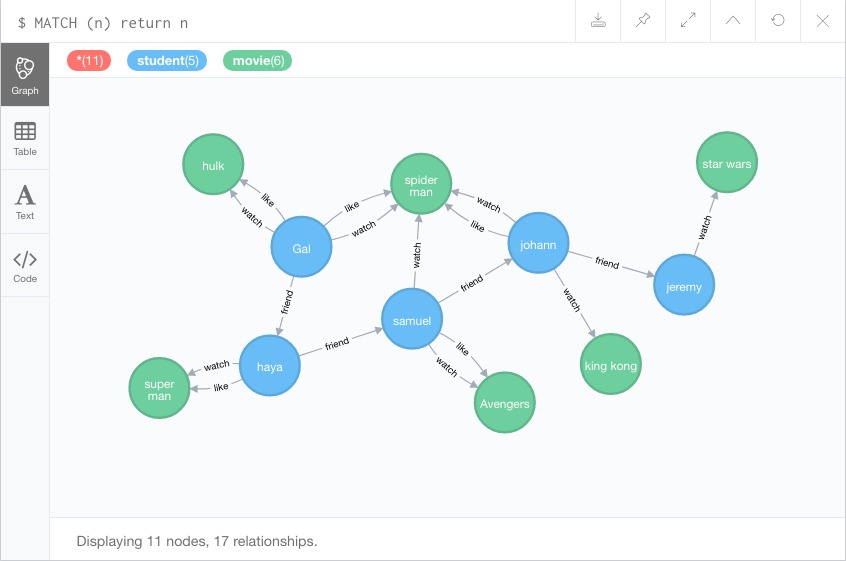 $ MATCH (n) return n
*(11) student(5) movie(6)
Graph
Table
A
Text
</>
Code
hulk
spider
man
star wars
like
watch
like
watch
watch
like
watch
Gal
johann
friend
jeremy
watch
friend
friend
samuel
watch
friend
like
watch
haya
watch
like
super
man
king kong
Avengers
Displaying 11 nodes, 17 relationships.